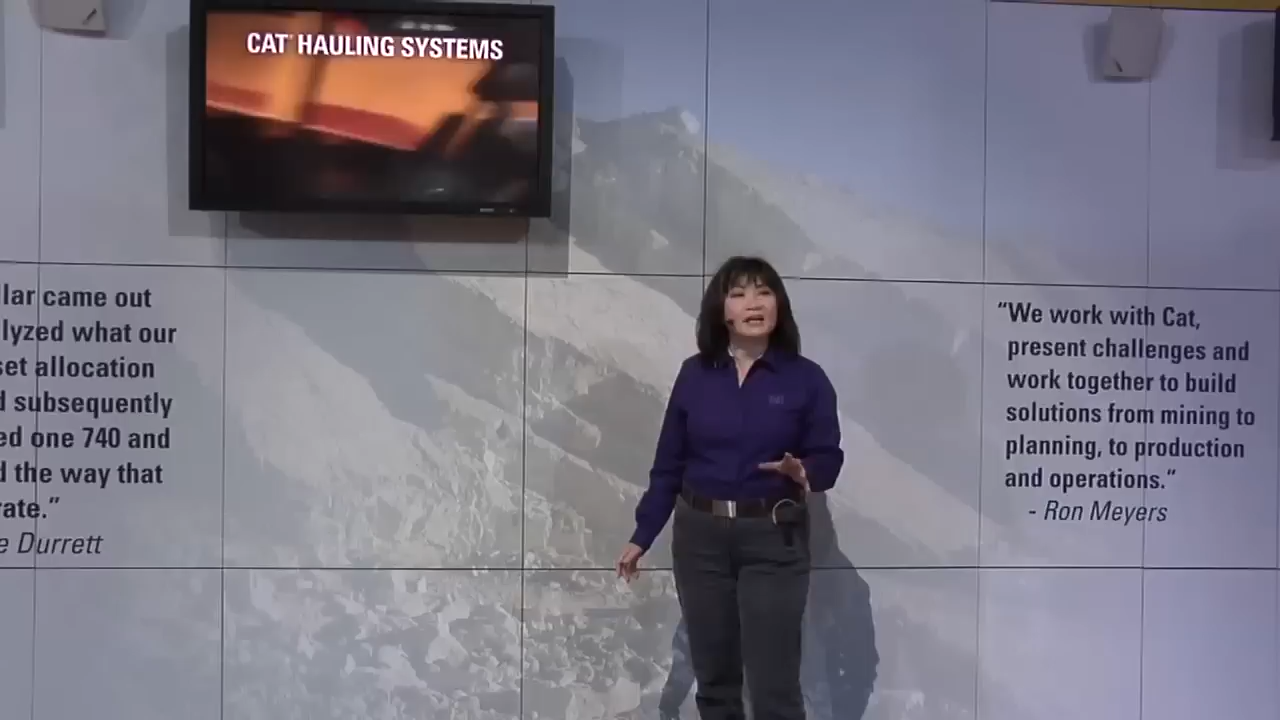 CAT® HAULING SYSTEMS
lar came out
lyzed what our
set allocation
d subsequently
ed one 740 and
d the way that
rate.”
e Durrett
“We work with Cat,
present challenges and
work together to build
solutions from mining to
planning, to production
and operations.”
- Ron Meyers